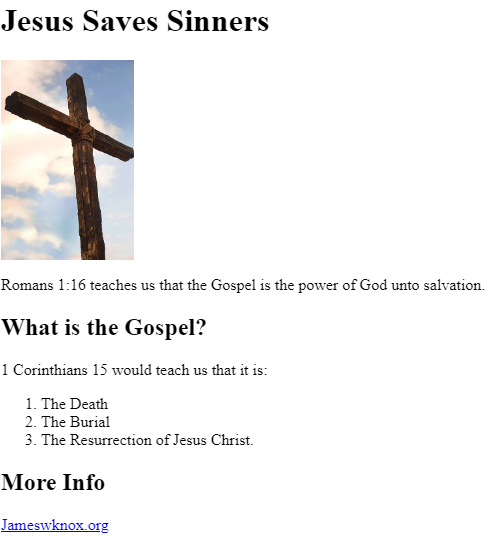 Jesus Saves Sinners
Romans 1:16 teaches us that the Gospel is the power of God unto salvation.
What is the Gospel?
1 Corinthians 15 would teach us that it is:
1. The Death
2. The Burial
3. The Resurrection of Jesus Christ.
More Info
Jameswknox.org